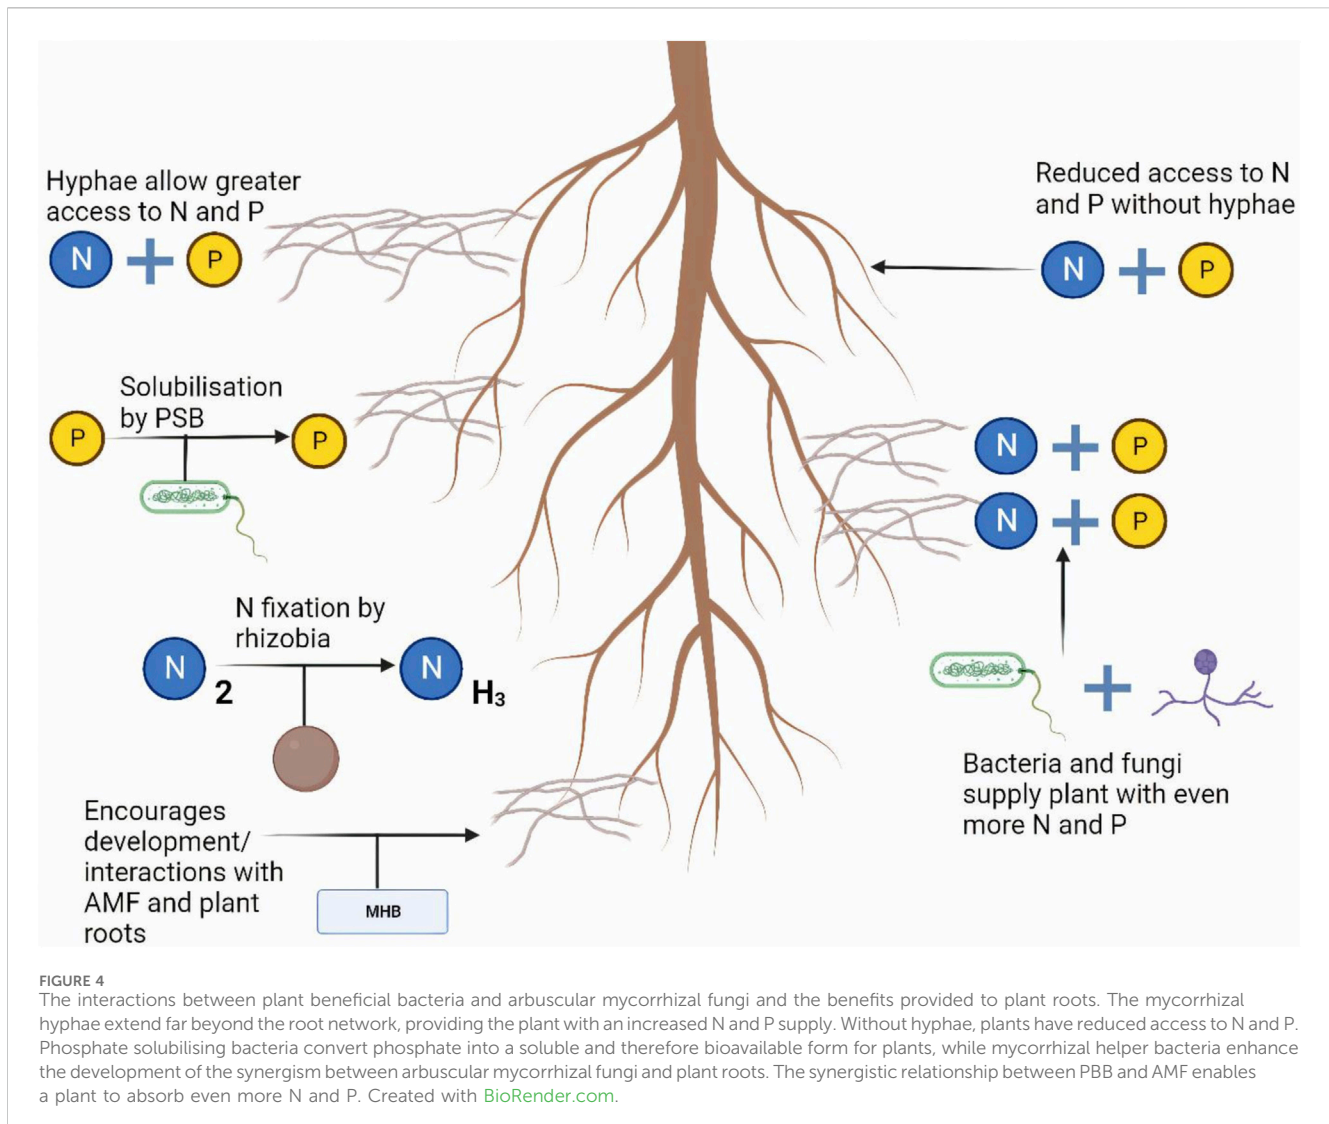 Hyphae allow greater
access to N and P
N + P
Reduced access to N
and P without hyphae
N + P
Solubilisation
by PSB
P P
N + P
N + P
N fixation by
rhizobia
N 2 N H₃
Bacteria and fungi
supply plant with even
more N and P
Encourages
development/
interactions with
AMF and plant
roots
MHB
FIGURE 4
The interactions between plant beneficial bacteria and arbuscular mycorrhizal fungi and the benefits provided to plant roots. The mycorrhizal
hyphae extend far beyond the root network, providing the plant with an increased N and P supply. Without hyphae, plants have reduced access to N and P.
Phosphate solubilising bacteria convert phosphate into a soluble and therefore bioavailable form for plants, while mycorrhizal helper bacteria enhance
the development of the synergism between arbuscular mycorrhizal fungi and plant roots. The synergistic relationship between PBB and AMF enables
a plant to absorb even more N and P. Created with BioRender.com.